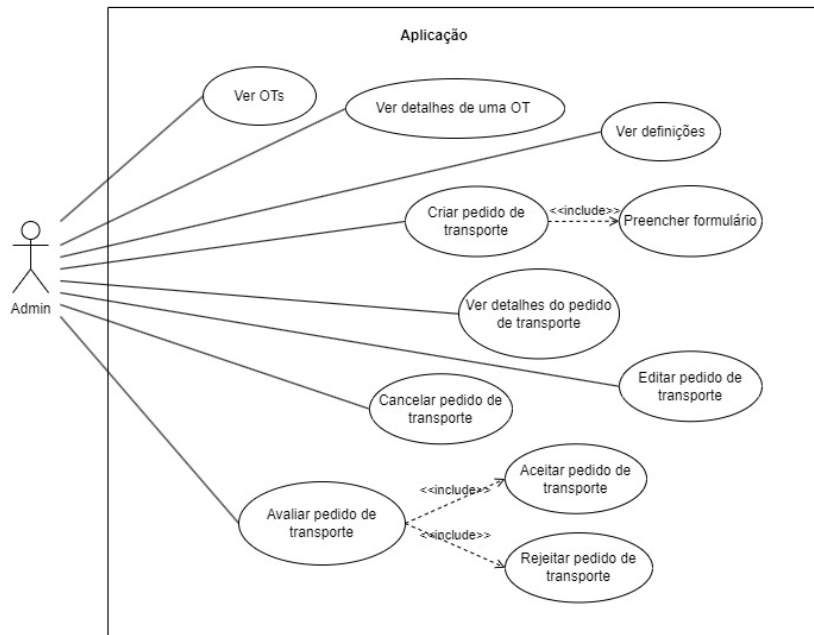 Aplicação
Ver OTs
Ver detalhes de uma OT
Ver definições
Criar pedido de
transporte
<<include>>
Preencher formulário
Admin
Ver detalhes do pedido
de transporte
Editar pedido de
transporte
Cancelar pedido de
transporte
Avaliar pedido de
transporte
<<include>>
Aceitar pedido de
transporte
<<include>>
Rejeitar pedido de
transporte